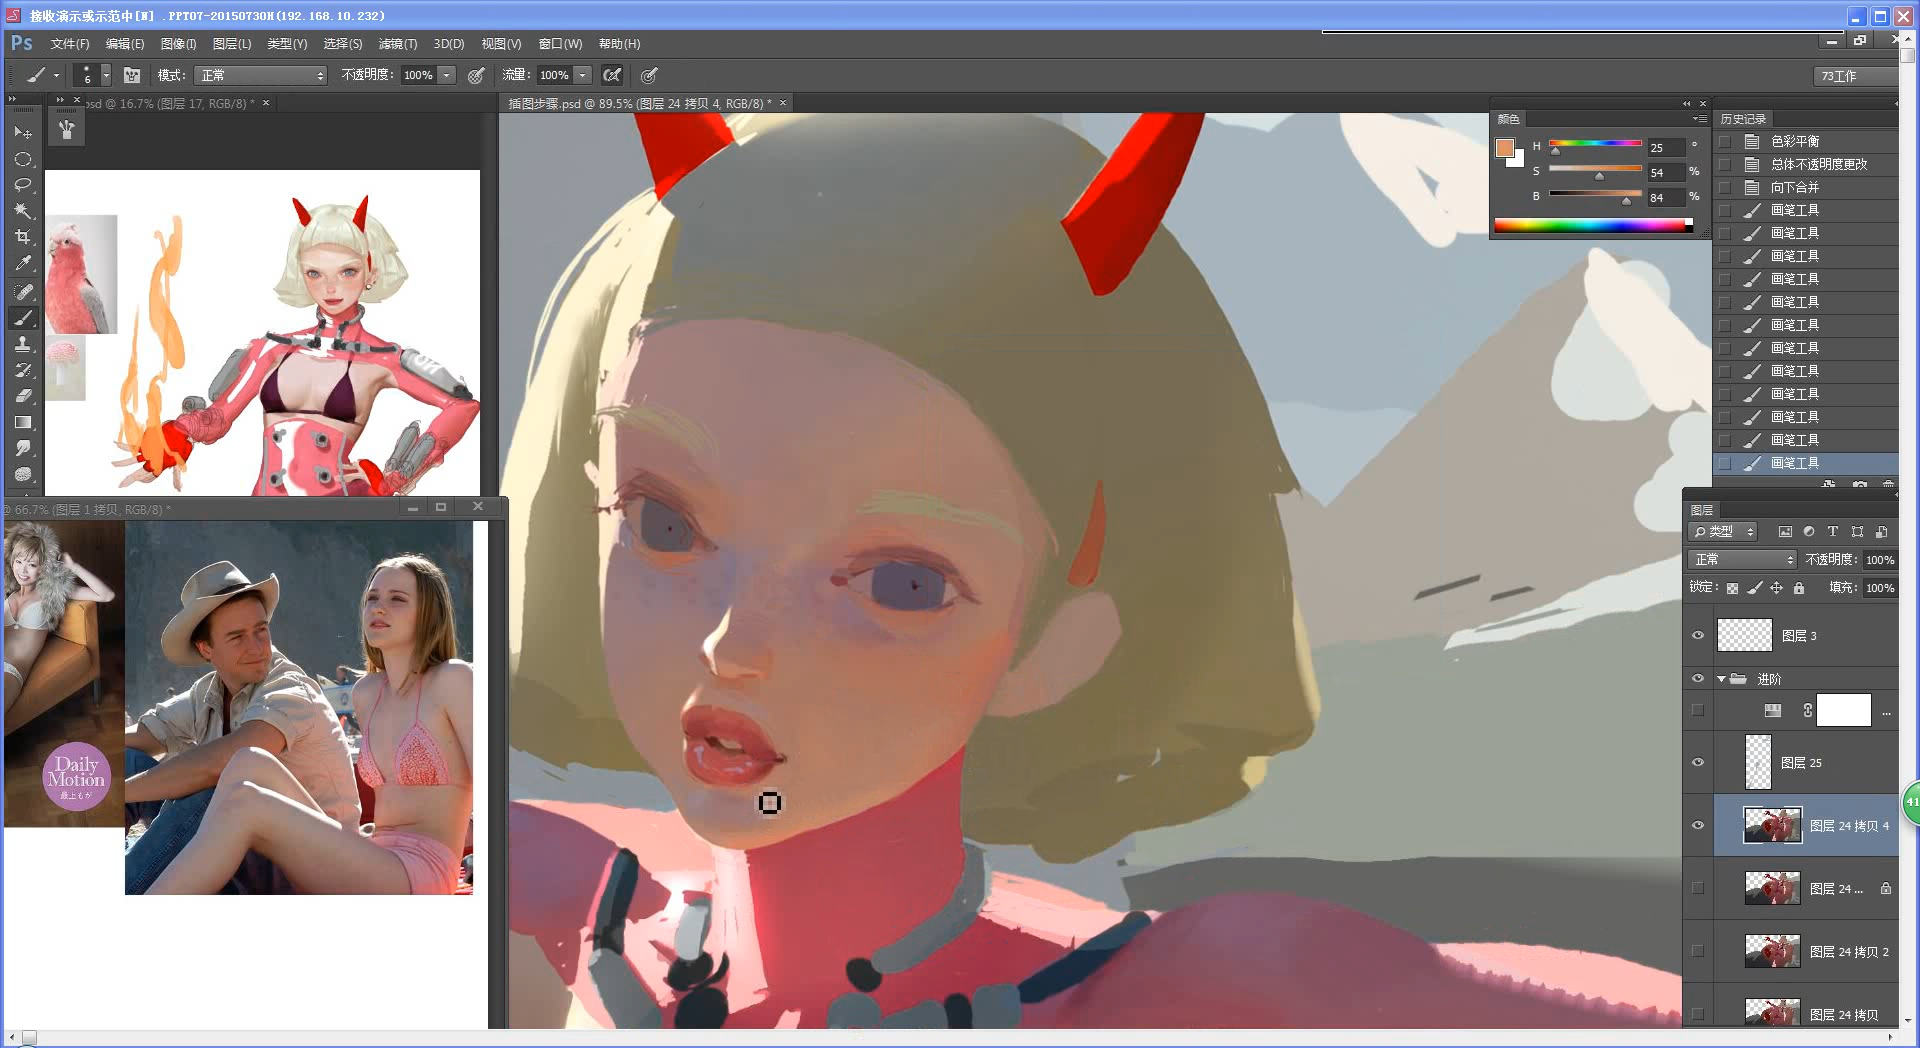 接收演示或示范中[N] .PPT07-20150730H(192.168.10.232)
Ps 文件(F) 编辑(E) 图像(I) 图层(L) 类型(Y) 选择(S) 滤镜(T) 3D(D) 视图(V) 窗口(W) 帮助(H)
6 模式: 正常 不透明度: 100% 流量: 100% 73工作
psd @ 16.7% (图层 17, RGB/8) *
插图步骤.psd @ 89.5% (图层 24 拷贝 4, RGB/8) *
颜色
H 25 °
S 54 %
B 84 %
历史记录
色彩平衡
总体不透明度更改
向下合并
画笔工具
画笔工具
画笔工具
画笔工具
画笔工具
画笔工具
画笔工具
画笔工具
画笔工具
画笔工具
画笔工具
画笔工具
@ 66.7% (图层 1 拷贝, RGB/8) *
Daily
Motion
最上もが
图层
类型
正常 不透明度: 100%
锁定: 填充: 100%
图层 3
进阶
...
图层 25
图层 24 拷贝 4
图层 24 ...
图层 24 拷贝 2
图层 24 拷贝
41